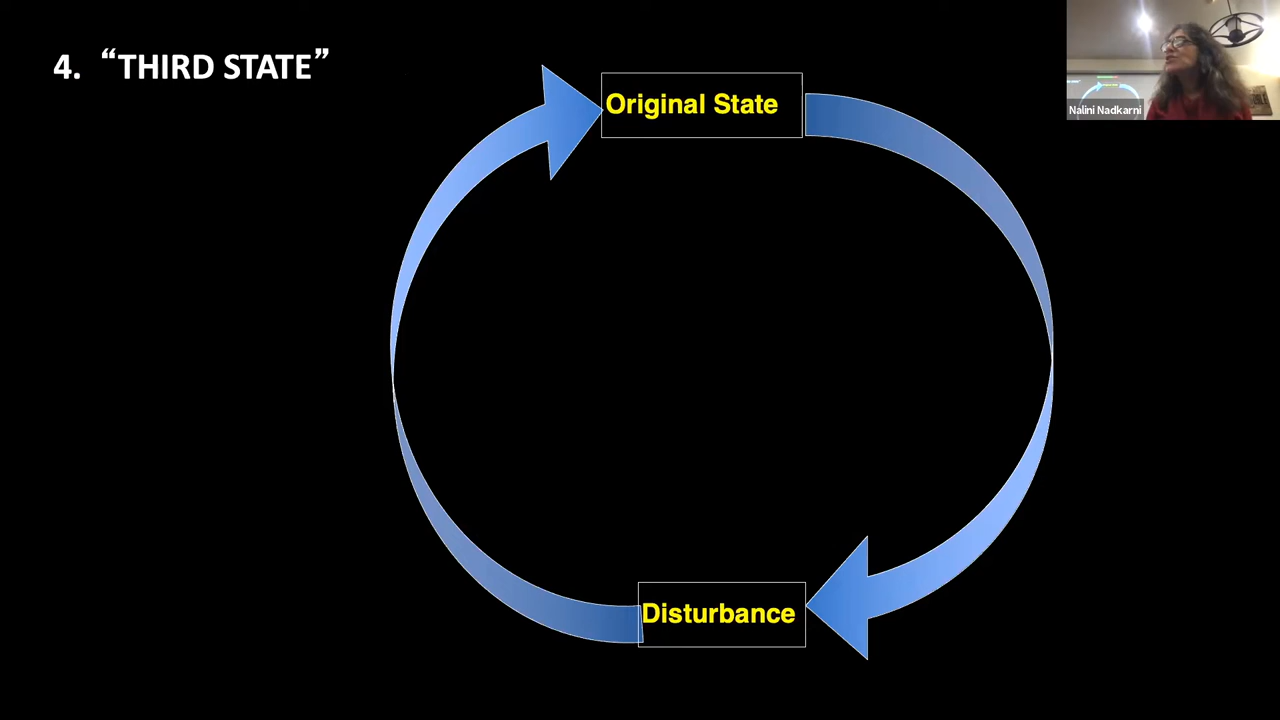 4. “THIRD STATE”
Original State
Nalini Nadkarni
Disturbance